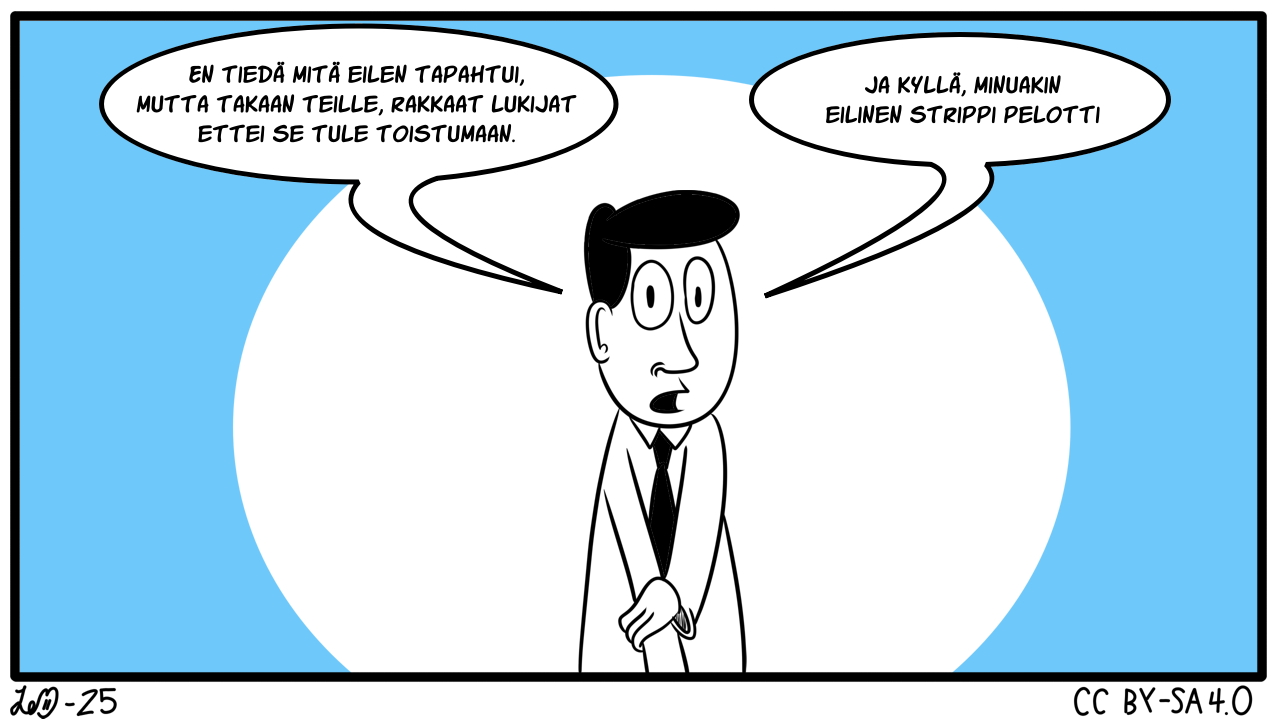 EN TIEDÄ MITÄ EILEN TAPAHTUI,
MUTTA TAKAAN TEILLE, RAKKAAT LUKIJAT
ETTEI SE TULE TOISTUMAAN.
JA KYLLÄ, MINUAKIN
EILINEN STRIPPI PELOTTI
-25
CC BY-SA 4.0